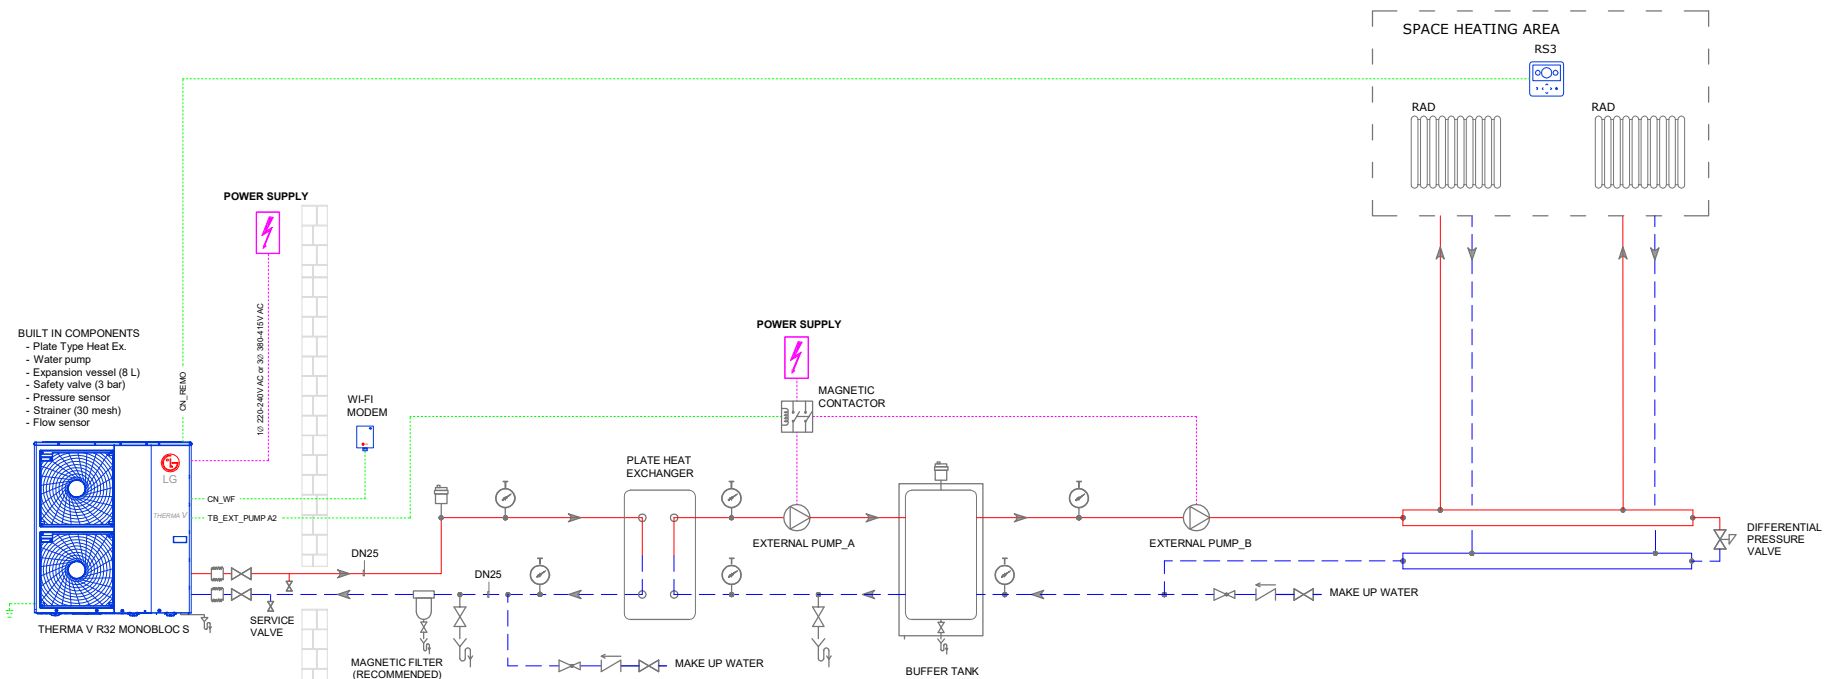 SPACE HEATING AREA
RS3
RAD
RAD
POWER SUPPLY
1∅ 220-240V AC or 3∅ 380-415V AC
CN_REMO
POWER SUPPLY
MAGNETIC
CONTACTOR
BUILT IN COMPONENTS
- Plate Type Heat Ex.
- Water pump
- Expansion vessel (8 L)
- Safety valve (3 bar)
- Pressure sensor
- Strainer (30 mesh)
- Flow sensor
WI-FI
MODEM
LG
THERMA V
CN_WF
TB_EXT_PUMP A2
PLATE HEAT
EXCHANGER
EXTERNAL PUMP_A
EXTERNAL PUMP_B
DIFFERENTIAL
PRESSURE
VALVE
DN25
DN25
MAKE UP WATER
SERVICE
VALVE
THERMA V R32 MONOBLOC S
MAGNETIC FILTER
(RECOMMENDED)
MAKE UP WATER
BUFFER TANK